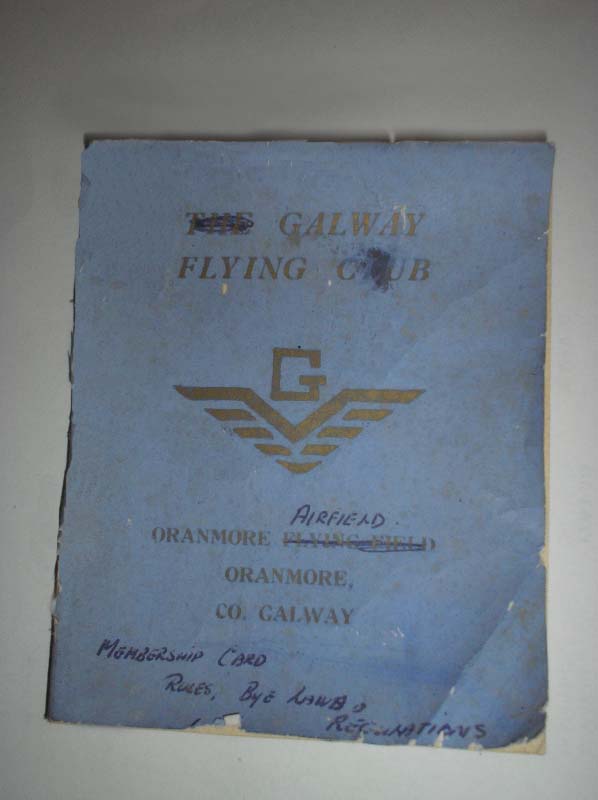 THE GALWAY
FLYING CLUB
G
AIRFIELD.
ORANMORE FLYING FIELD
ORANMORE,
CO. GALWAY
MEMBERSHIP CARD
RULES, BYE LAWS
REGULATIONS